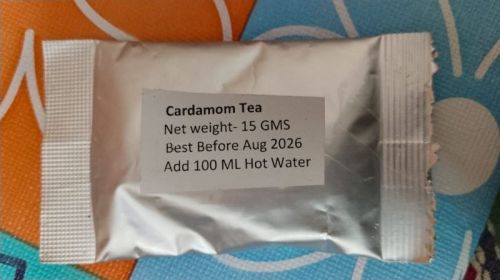 Cardamom Tea
Net weight- 15 GMS
Best Before Aug 2026
Add 100 ML Hot Water